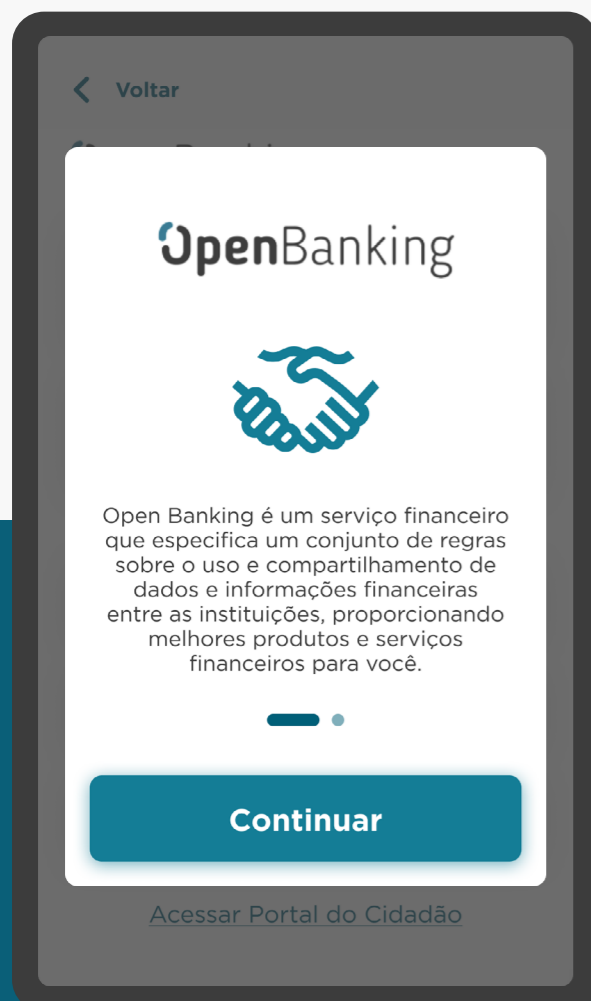 Voltar
OpenBanking
Open Banking é um serviço financeiro
que especifica um conjunto de regras
sobre o uso e compartilhamento de
dados e informações financeiras
entre as instituições, proporcionando
melhores produtos e serviços
financeiros para você.
Continuar
Acessar Portal do Cidadão